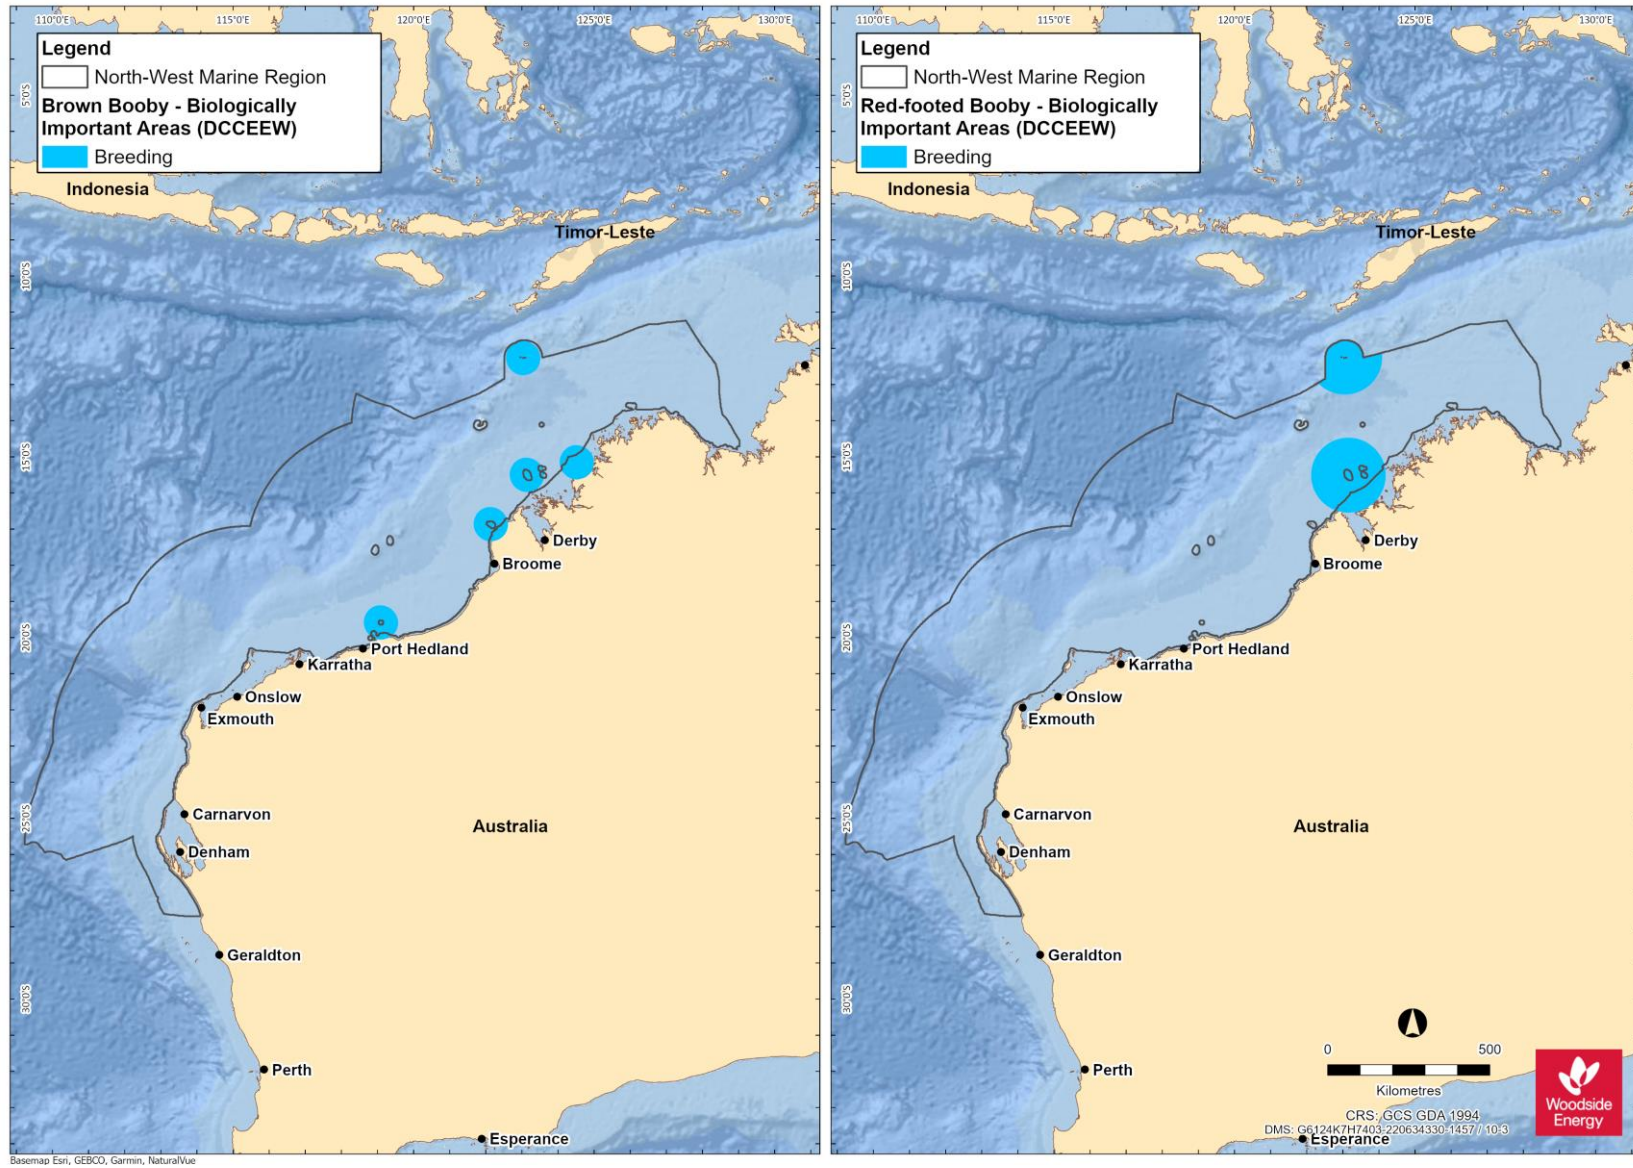 110°0'E 115°0'E 120°0'E 125°0'E 130°0'E
Legend
North-West Marine Region
Brown Booby - Biologically
Important Areas (DCCEEW)
Breeding
5°0'S
Indonesia
Timor-Leste
10°0'S
15°0'S
Derby
Broome
20°0'S
Port Hedland
Karratha
Onslow
Exmouth
25°0'S
Carnarvon
Australia
Denham
Geraldton
30°0'S
Perth
Esperance
Basemap Esri, GEBCO, Garmin, NaturalVue
110°0'E 115°0'E 120°0'E 125°0'E 130°0'E
Legend
North-West Marine Region
Red-footed Booby - Biologically
Important Areas (DCCEEW)
Breeding
5°0'S
Indonesia
Timor-Leste
10°0'S
15°0'S
Derby
Broome
20°0'S
Port Hedland
Karratha
Onslow
Exmouth
25°0'S
Carnarvon
Australia
Denham
Geraldton
30°0'S
Perth
0 500
Kilometres
CRS: GCS GDA 1994
DMS: G6124K7H7403-220634330-1457 / 10.3
Esperance
Woodside
Energy